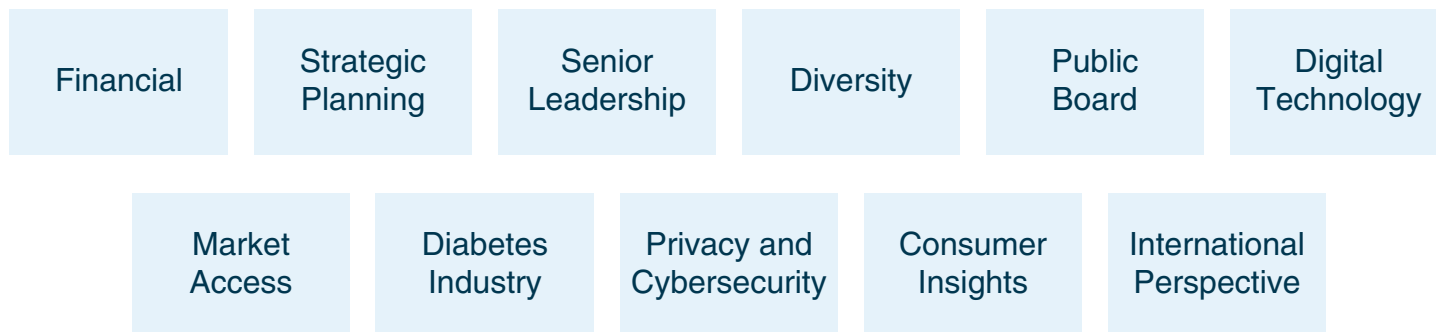 Financial
Strategic
Planning
Senior
Leadership
Diversity
Public
Board
Digital
Technology
Market
Access
Diabetes
Industry
Privacy and
Cybersecurity
Consumer
Insights
International
Perspective